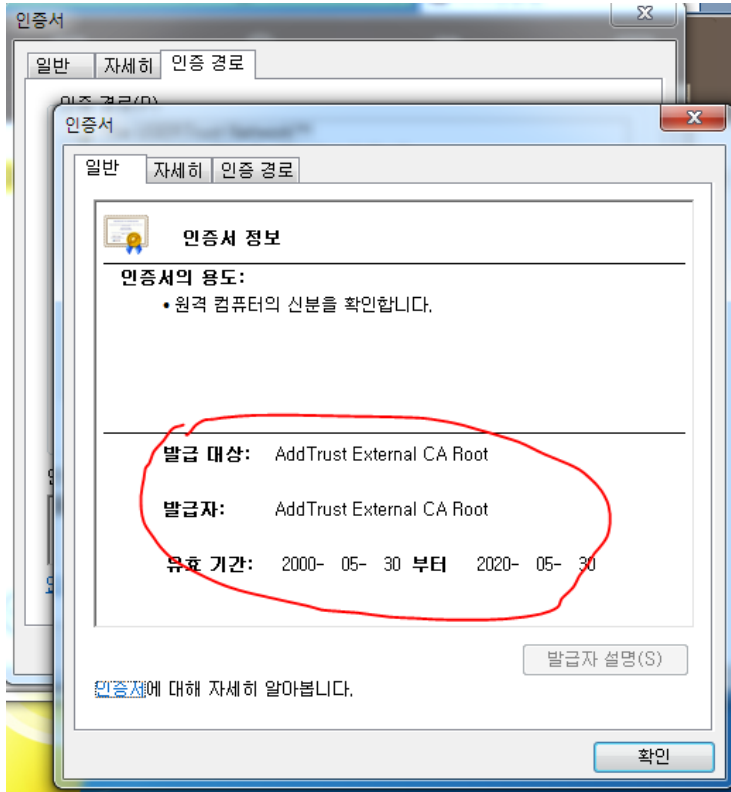 인증서
일반 자세히 인증 경로
인증 경로(P)
인증서
일반 자세히 인증 경로
인증서 정보
인증서의 용도:
• 원격 컴퓨터의 신분을 확인합니다.
발급 대상: AddTrust External CA Root
발급자: AddTrust External CA Root
유효 기간: 2000- 05- 30 부터 2020- 05- 30
발급자 설명(S)
인증서에 대해 자세히 알아봅니다.
확인